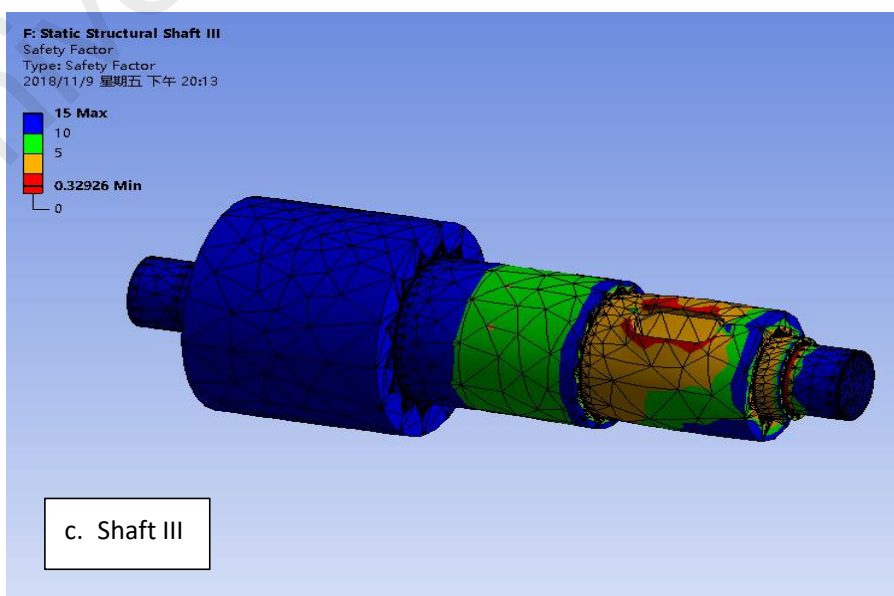 F: Static Structural Shaft III
Safety Factor
Type: Safety Factor
2018/11/9 星期五 下午 20:13
15 Max
10
5
0.32926 Min
0
c. Shaft III